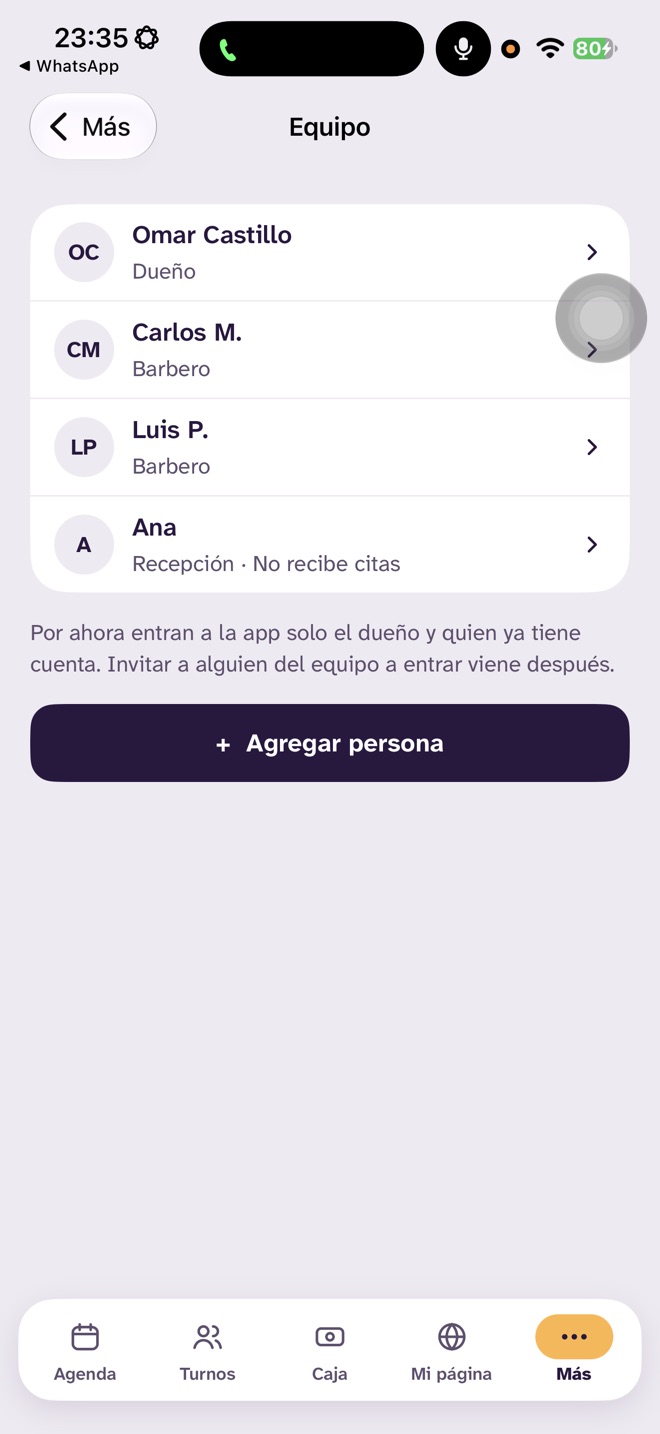 23:35
80
◀ WhatsApp
Más
Equipo
OC
Omar Castillo
Dueño
CM
Carlos M.
Barbero
LP
Luis P.
Barbero
A
Ana
Recepción · No recibe citas
Por ahora entran a la app solo el dueño y quien ya tiene
cuenta. Invitar a alguien del equipo a entrar viene después.
+ Agregar persona
Agenda
Turnos
Caja
Mi página
Más